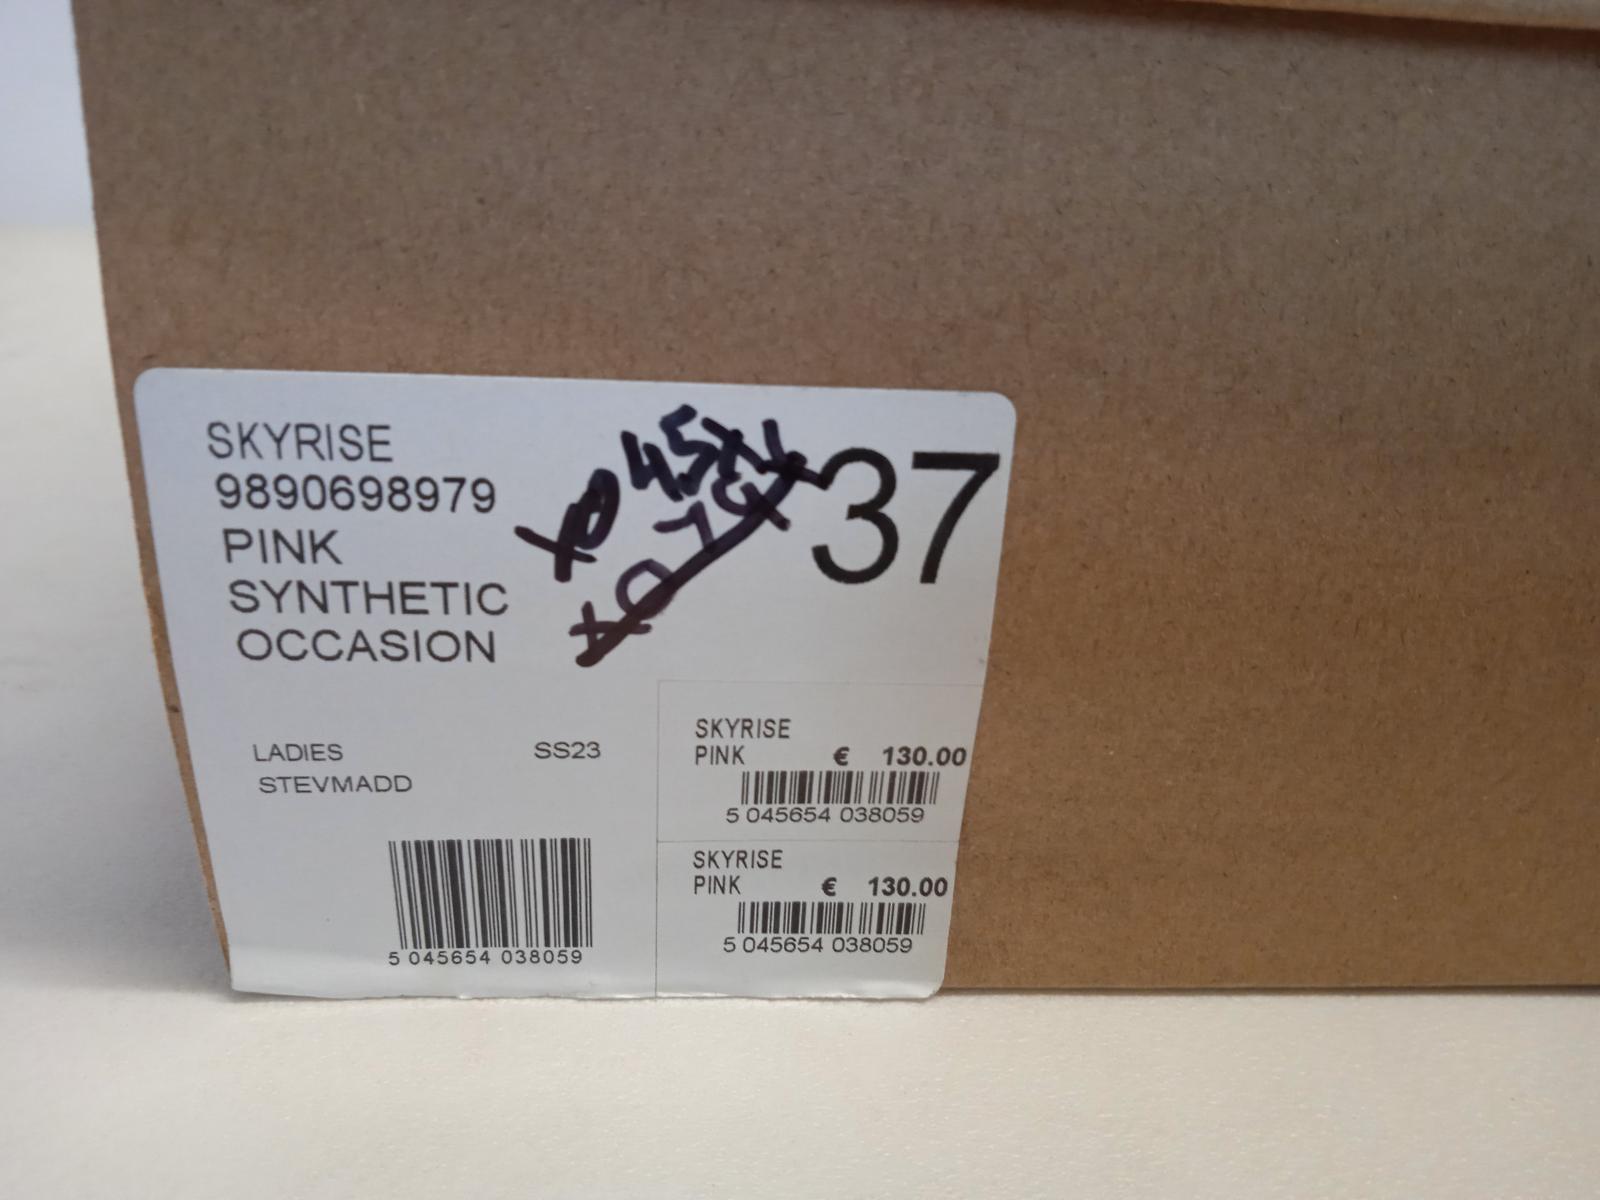 SKYRISE
9890698979
PINK
SYNTHETIC
OCCASION
37
LADIES SS23
STEVMADD
5 045654 038059
SKYRISE
PINK € 130.00
5 045654 038059
SKYRISE
PINK € 130.00
5 045654 038059